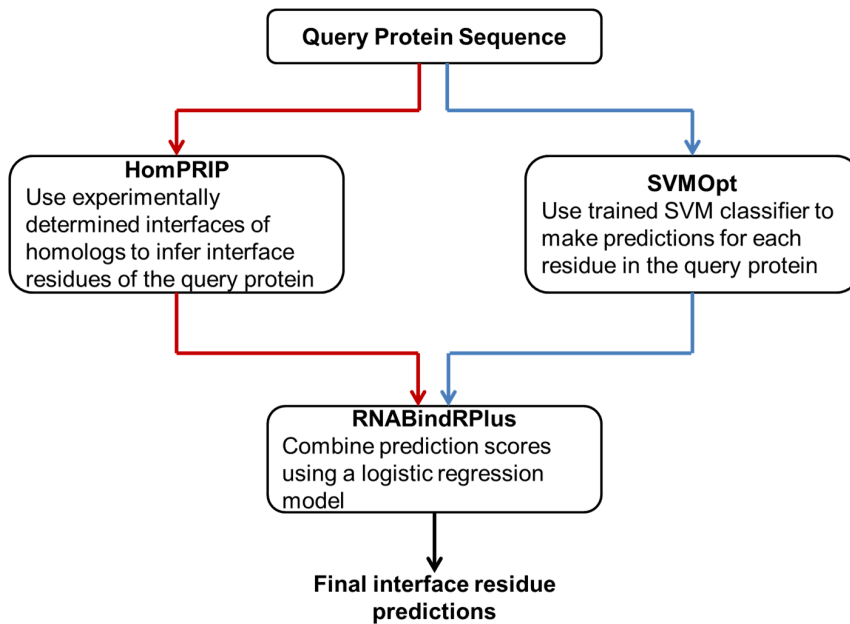 Query Protein Sequence
HomPRIP
Use experimentally
determined interfaces of
homologs to infer interface
residues of the query protein
SVMOpt
Use trained SVM classifier to
make predictions for each
residue in the query protein
RNABindRPlus
Combine prediction scores
using a logistic regression
model
Final interface residue
predictions